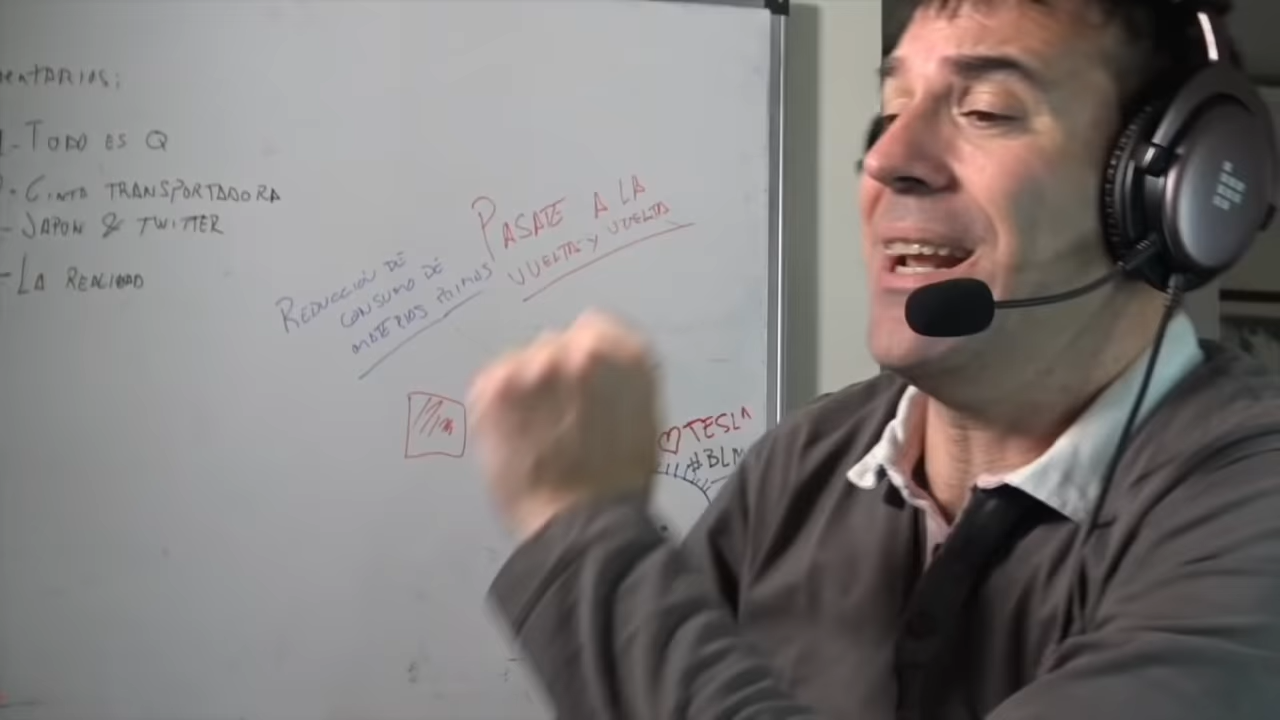 ENTARIOS:
1-TODO ES Q
2-CINTA TRANSPORTADORA
-JAPON & TWITTER
-LA REALIDAD
REDUCCIÓN DE
CONSUMO DE
MATERIAS PRIMAS
PASATE A LA
VUELTA Y VUELTA
TESLA
#BLM